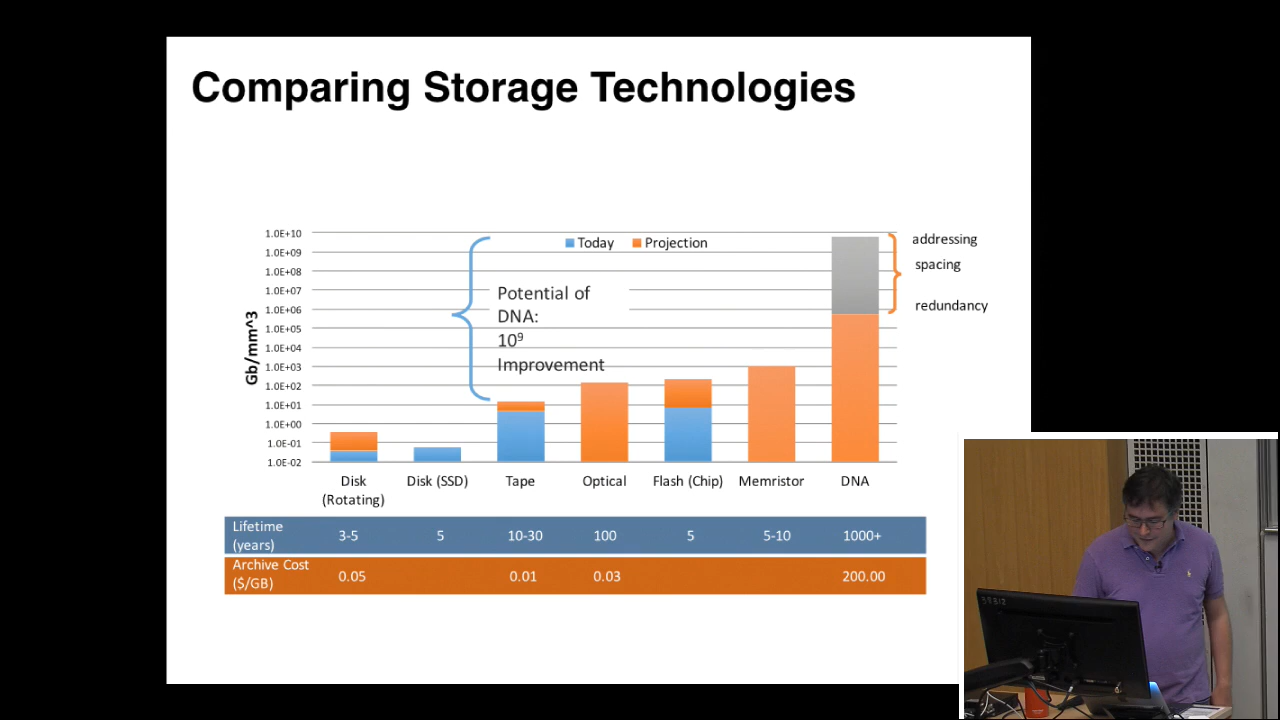 Comparing Storage Technologies
1.0E+10
1.0E+09
1.0E+08
1.0E+07
1.0E+06
1.0E+05
1.0E+04
1.0E+03
1.0E+02
1.0E+01
1.0E+00
1.0E-01
1.0E-02
Gb/mm^3
Today
Projection
Potential of
DNA:
10⁹
Improvement
addressing
spacing
redundancy
Disk
(Rotating)
Disk (SSD)
Tape
Optical
Flash (Chip)
Memristor
DNA
Lifetime
(years)
3-5
5
10-30
100
5
5-10
1000+
Archive Cost
($/GB)
0.05
0.01
0.03
200.00